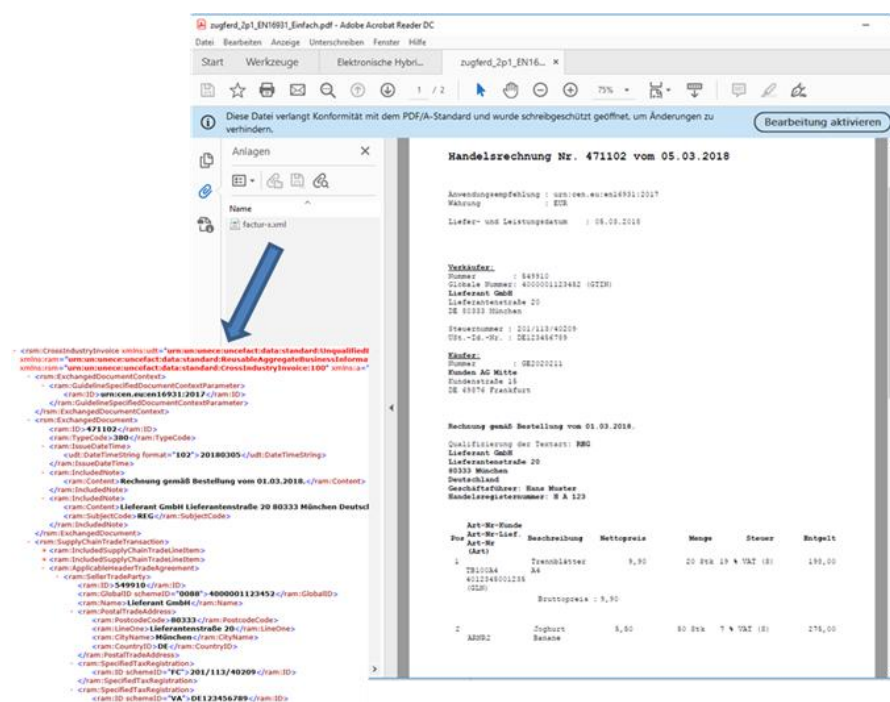 zugferd_2p1_EN16931_Einfach.pdf - Adobe Acrobat Reader DC
Datei Bearbeiten Anzeige Unterschreiben Fenster Hilfe
Start Werkzeuge Elektronische Hybri... zugferd_2p1_EN16... ×
1 / 2 75%
Diese Datei verlangt Konformität mit dem PDF/A-Standard und wurde schreibgeschützt geöffnet, um Änderungen zu
verhindern.
Bearbeitung aktivieren
Anlagen
Name
factur-x.xml
Handelsrechnung Nr. 471102 vom 05.03.2018
Anwendungsempfehlung : urn:cen.eu:en16931:2017
Währung : EUR
Liefer- und Leistungsdatum : 05.03.2018
Verkäufer:
Nummer : 549910
Globale Nummer: 4000001123452 (GTIN)
Lieferant GmbH
Lieferantenstraße 20
DE 80333 München
Steuernummer : 201/113/40209
USt.-Id.-Nr. : DE123456789
Käufer:
Nummer : GE2020211
Kunden AG Mitte
Kundenstraße 15
DE 69876 Frankfurt
Rechnung gemäß Bestellung vom 01.03.2018.
Qualifizierung der Textart: REG
Lieferant GmbH
Lieferantenstraße 20
80333 München
Deutschland
Geschäftsführer: Hans Muster
Handelsregisternummer: H A 123
Art-Nr-Kunde
Art-Nr-Lief.
Pos Art-Nr Beschreibung Nettopreis Menge Steuer Entgelt
(Art)
1 Trennblätter 9,90 20 Stk 19 % VAT (S) 198,00
TB100A4 A4
4012345001235
(GLN)
Bruttopreis : 9,90
2 Joghurt 5,50 50 Stk 7 % VAT (S) 275,00
ARNR2 Banane
- <rsm:CrossIndustryInvoice xmlns:udt="urn:un:unece:uncefact:data:standard:Unqualified
xmlns:ram="urn:un:unece:uncefact:data:standard:ReusableAggregateBusinessInforma
xmlns:rsm="urn:un:unece:uncefact:data:standard:CrossIndustryInvoice:100" xmlns:a="
- <rsm:ExchangedDocumentContext>
- <ram:GuidelineSpecifiedDocumentContextParameter>
<ram:ID>urn:cen.eu:en16931:2017</ram:ID>
</ram:GuidelineSpecifiedDocumentContextParameter>
</rsm:ExchangedDocumentContext>
- <rsm:ExchangedDocument>
<ram:ID>471102</ram:ID>
<ram:TypeCode>380</ram:TypeCode>
- <ram:IssueDateTime>
<udt:DateTimeString format="102">20180305</udt:DateTimeString>
</ram:IssueDateTime>
- <ram:IncludedNote>
<ram:Content>Rechnung gemäß Bestellung vom 01.03.2018.</ram:Content>
</ram:IncludedNote>
- <ram:IncludedNote>
<ram:Content>Lieferant GmbH Lieferantenstraße 20 80333 München Deutschl
<ram:SubjectCode>REG</ram:SubjectCode>
</ram:IncludedNote>
</rsm:ExchangedDocument>
- <rsm:SupplyChainTradeTransaction>
+ <ram:IncludedSupplyChainTradeLineItem>
+ <ram:IncludedSupplyChainTradeLineItem>
- <ram:ApplicableHeaderTradeAgreement>
- <ram:SellerTradeParty>
<ram:ID>549910</ram:ID>
<ram:GlobalID schemeID="0088">4000001123452</ram:GlobalID>
<ram:Name>Lieferant GmbH</ram:Name>
- <ram:PostalTradeAddress>
<ram:PostcodeCode>80333</ram:PostcodeCode>
<ram:LineOne>Lieferantenstraße 20</ram:LineOne>
<ram:CityName>München</ram:CityName>
<ram:CountryID>DE</ram:CountryID>
</ram:PostalTradeAddress>
- <ram:SpecifiedTaxRegistration>
<ram:ID schemeID="FC">201/113/40209</ram:ID>
</ram:SpecifiedTaxRegistration>
- <ram:SpecifiedTaxRegistration>
<ram:ID schemeID="VA">DE123456789</ram:ID>